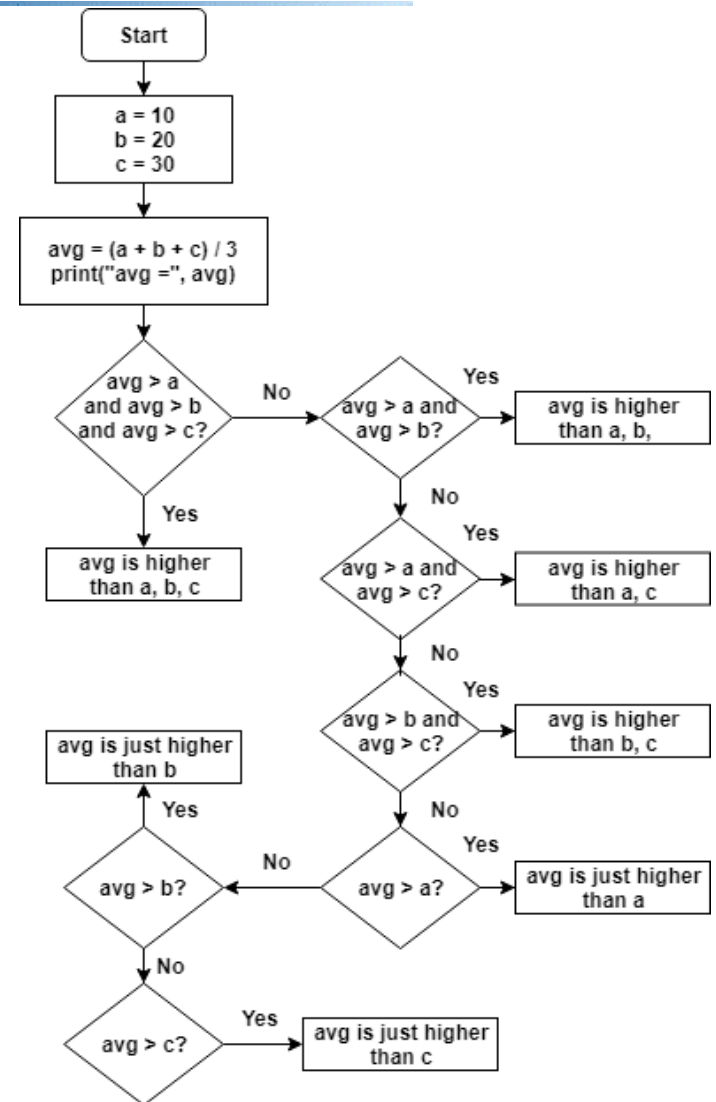 Start
a = 10
b = 20
c = 30
avg = (a + b + c) / 3
print("avg =", avg)
avg > a
and avg > b
and avg > c?
No
avg > a and
avg > b?
Yes
avg is higher
than a, b,
Yes
avg is higher
than a, b, c
No
avg > a and
avg > c?
Yes
avg is higher
than a, c
No
avg > b and
avg > c?
Yes
avg is higher
than b, c
No
avg > a?
Yes
avg is just higher
than a
No
avg > b?
Yes
avg is just higher
than b
No
avg > c?
Yes
avg is just higher
than c